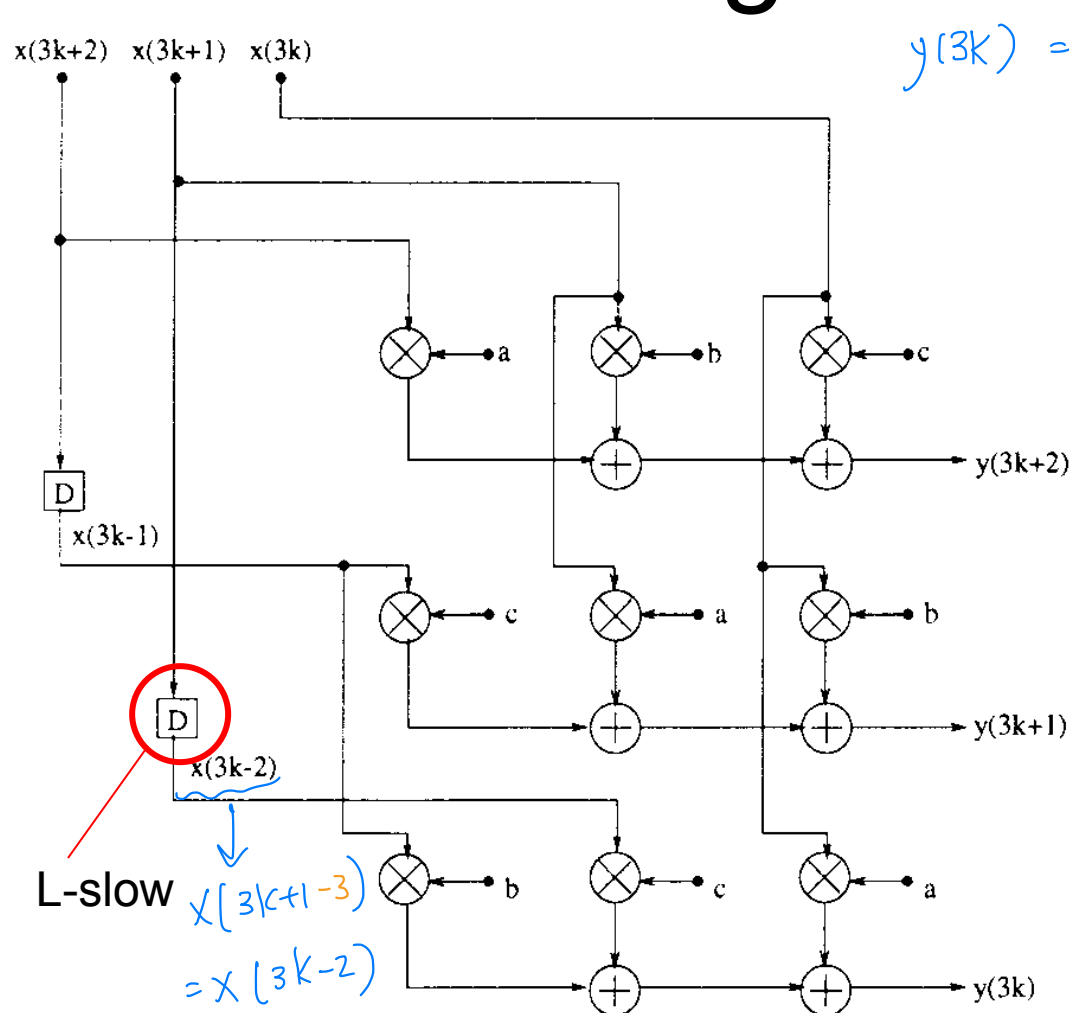 x(3k+2) x(3k+1) x(3k)
y(3k) =
a b c
y(3k+2)
D
x(3k-1)
c a b
D
y(3k+1)
x(3k-2)
L-slow
x(3k+1-3)
= x(3k-2)
b c a
y(3k)